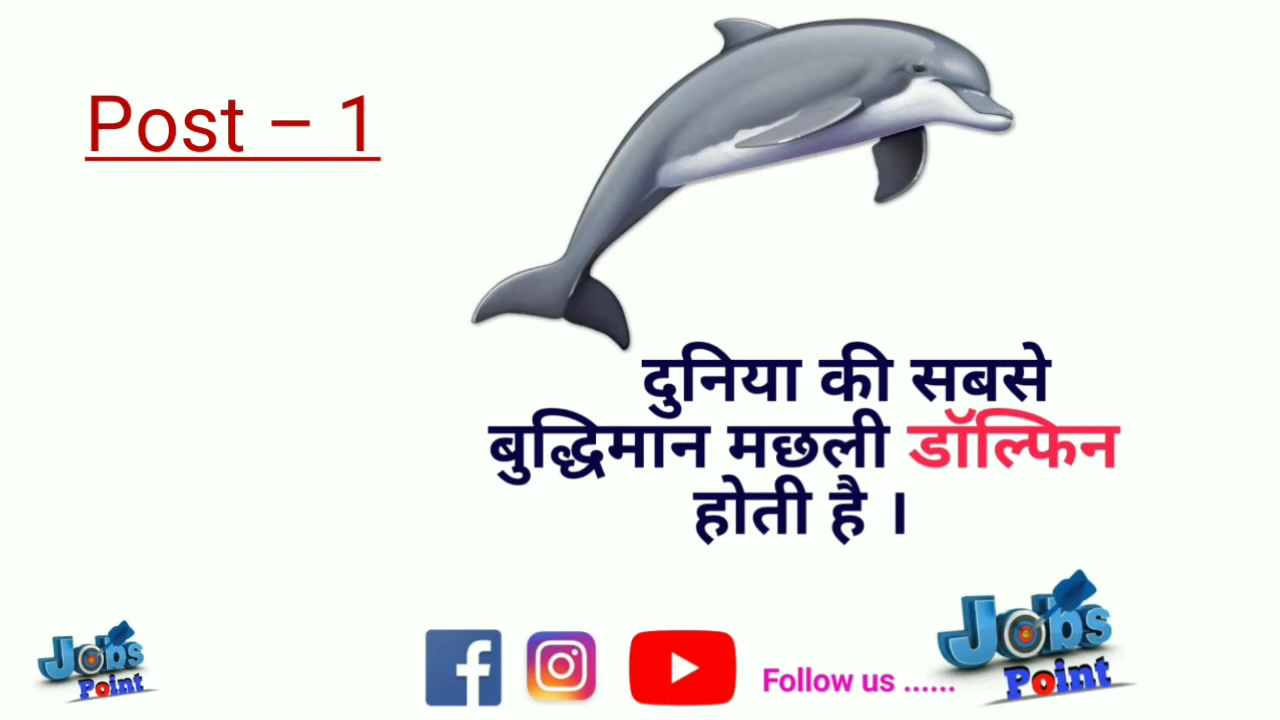 Post – 1
दुनिया की सबसे
बुद्धिमान मछली डॉल्फिन
होती है ।
Jobs
Point
Follow us ......
Jobs
Point